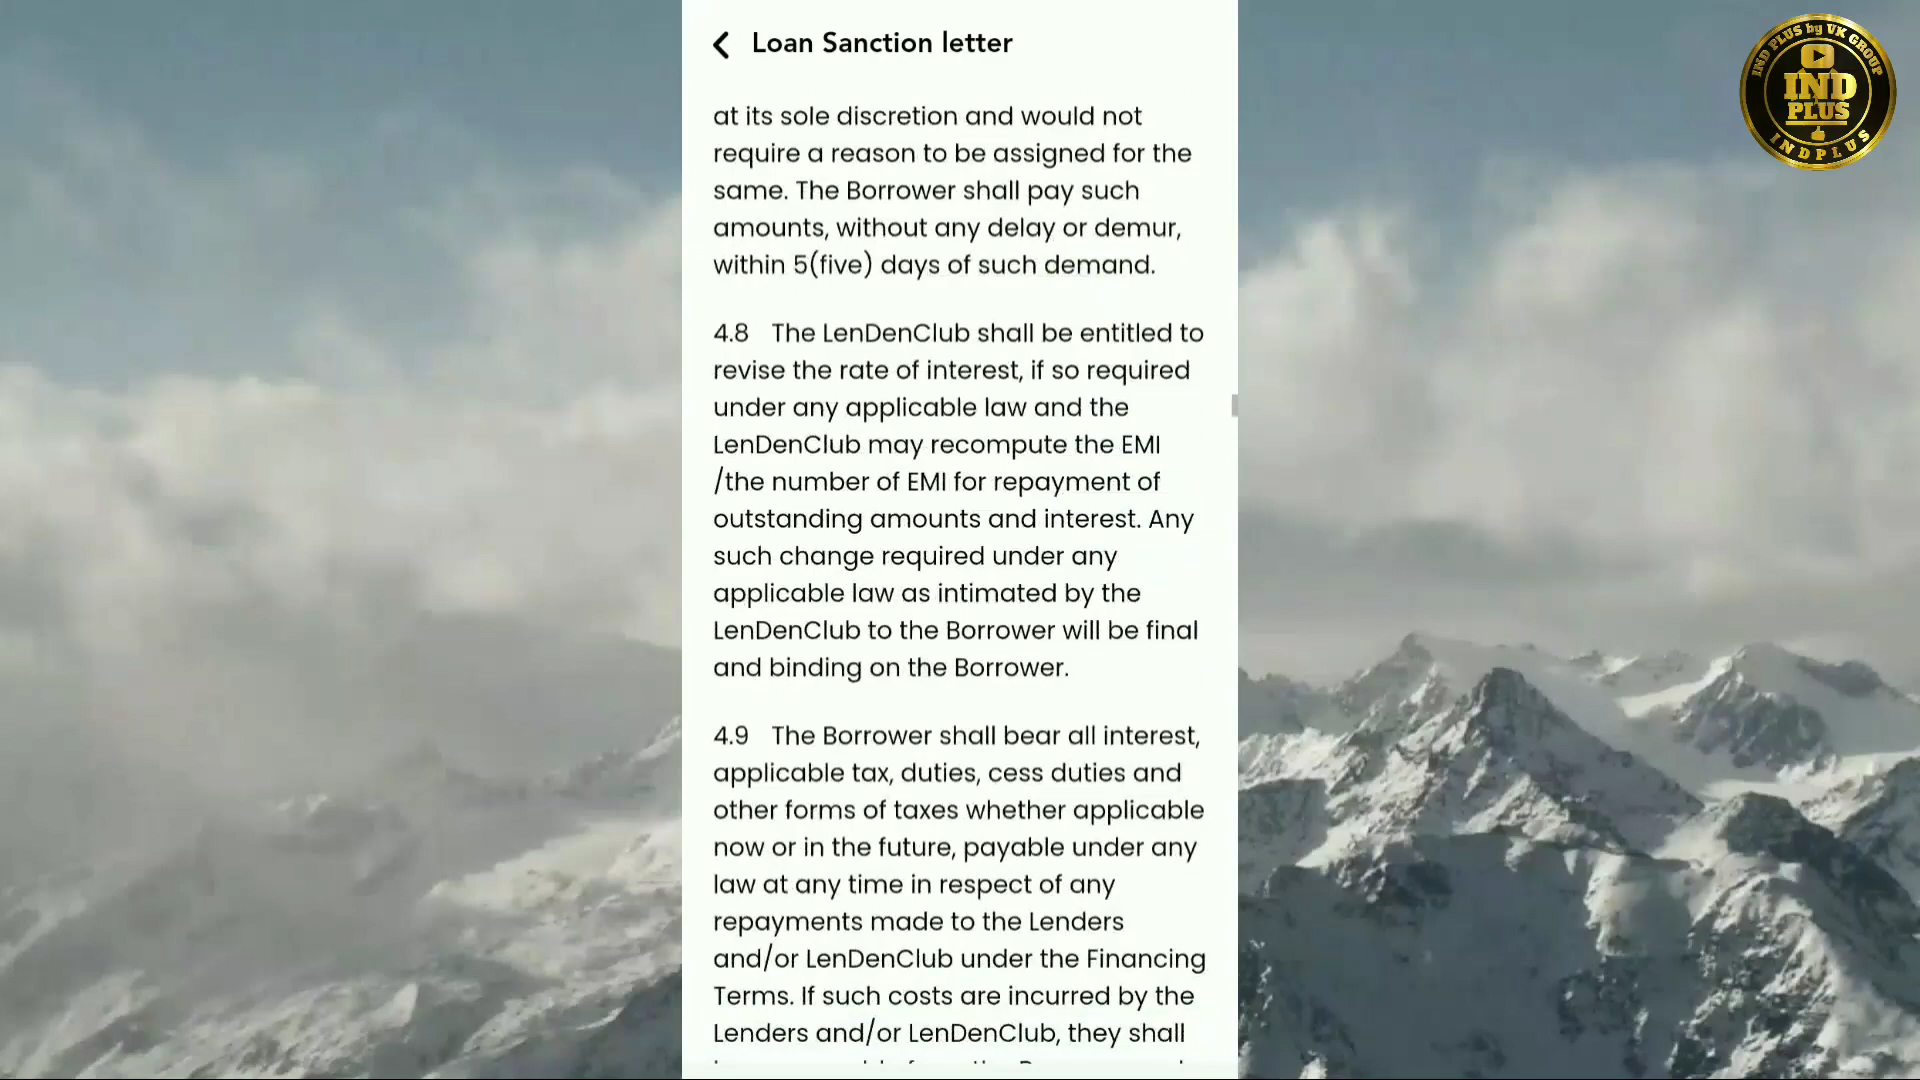 Loan Sanction letter
at its sole discretion and would not
require a reason to be assigned for the
same. The Borrower shall pay such
amounts, without any delay or demur,
within 5(five) days of such demand.
4.8 The LenDenClub shall be entitled to
revise the rate of interest, if so required
under any applicable law and the
LenDenClub may recompute the EMI
/the number of EMI for repayment of
outstanding amounts and interest. Any
such change required under any
applicable law as intimated by the
LenDenClub to the Borrower will be final
and binding on the Borrower.
4.9 The Borrower shall bear all interest,
applicable tax, duties, cess duties and
other forms of taxes whether applicable
now or in the future, payable under any
law at any time in respect of any
repayments made to the Lenders
and/or LenDenClub under the Financing
Terms. If such costs are incurred by the
Lenders and/or LenDenClub, they shall
IND PLUS by VK GROUP
IND
PLUS
INDPLUS